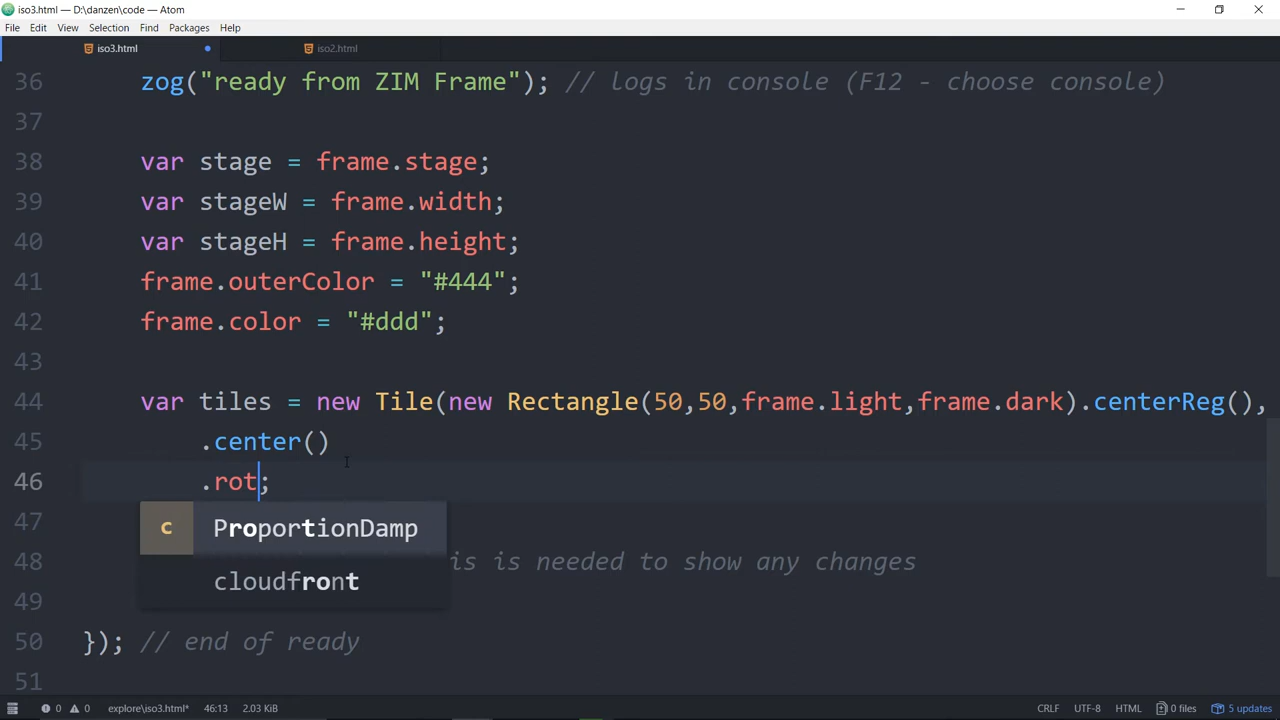 iso3.html — D:\danzen\code — Atom
File Edit View Selection Find Packages Help
iso3.html iso2.html
36 zog("ready from ZIM Frame"); // logs in console (F12 - choose console)
37
38 var stage = frame.stage;
39 var stageW = frame.width;
40 var stageH = frame.height;
41 frame.outerColor = "#444";
42 frame.color = "#ddd";
43
44 var tiles = new Tile(new Rectangle(50,50,frame.light,frame.dark).centerReg(),
45 .center()
46 .rot;
47 c ProportionDamp
48 is is needed to show any changes
cloudfront
49
50 }); // end of ready
51
0 0 explore\iso3.html* 46:13 2.03 KiB CRLF UTF-8 HTML 0 files 5 updates